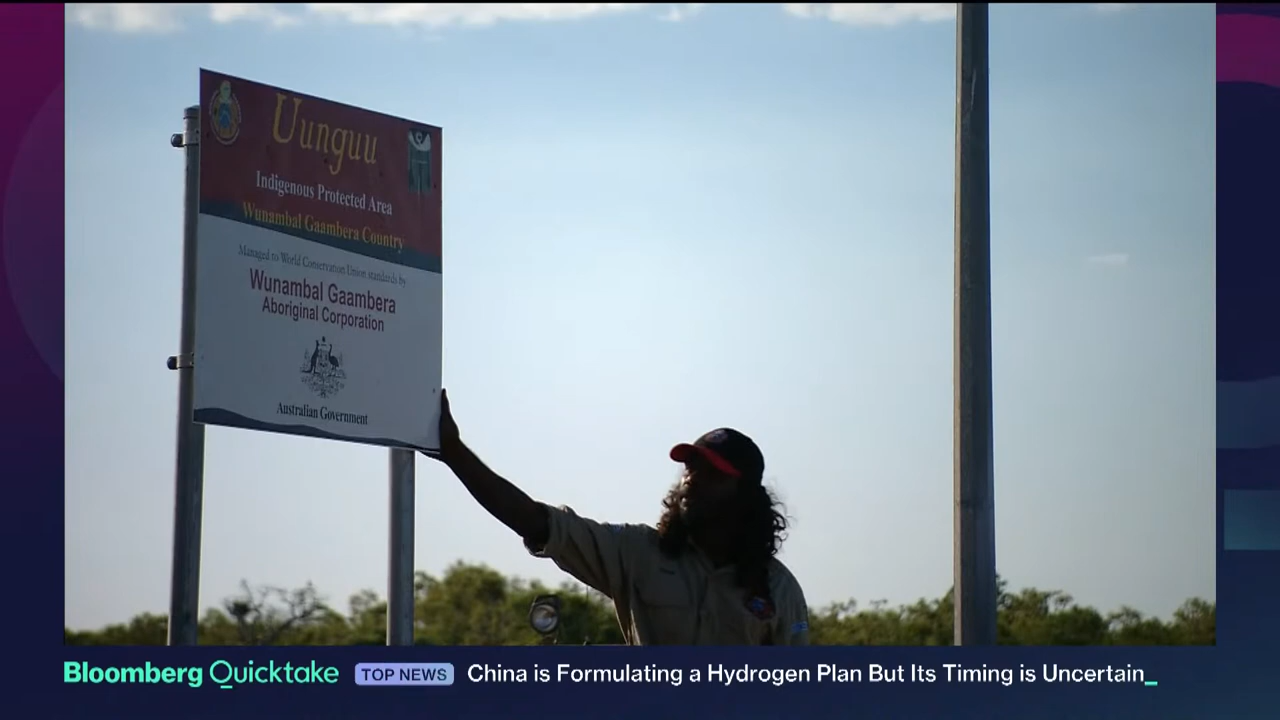 Uunguu
Indigenous Protected Area
Wunambal Gaambera Country
Managed to World Conservation Union standards by
Wunambal Gaambera
Aboriginal Corporation
Australian Government
Bloomberg Quicktake TOP NEWS China is Formulating a Hydrogen Plan But Its Timing is Uncertain_